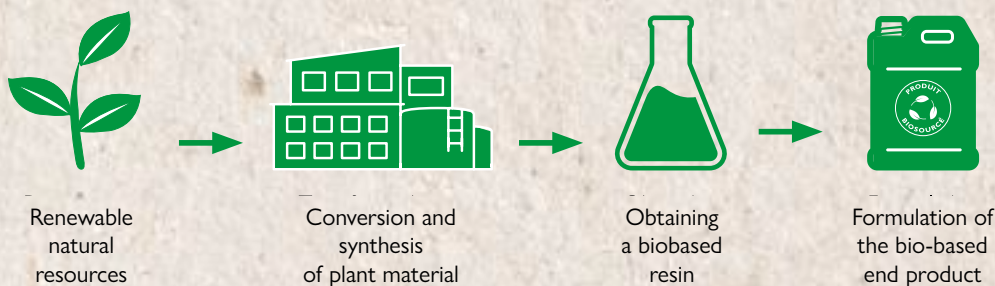 PRODUIT
BIOSOURCÉ
Renewable
natural
resources
Conversion and
synthesis
of plant material
Obtaining
a biobased
resin
Formulation of
the bio-based
end product